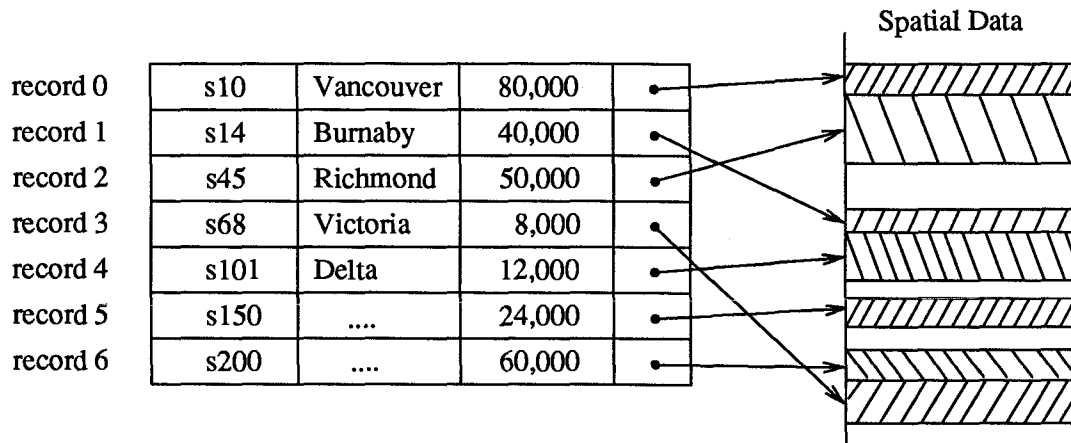 Spatial Data
record 0 s10 Vancouver 80,000
record 1 s14 Burnaby 40,000
record 2 s45 Richmond 50,000
record 3 s68 Victoria 8,000
record 4 s101 Delta 12,000
record 5 s150 .... 24,000
record 6 s200 .... 60,000